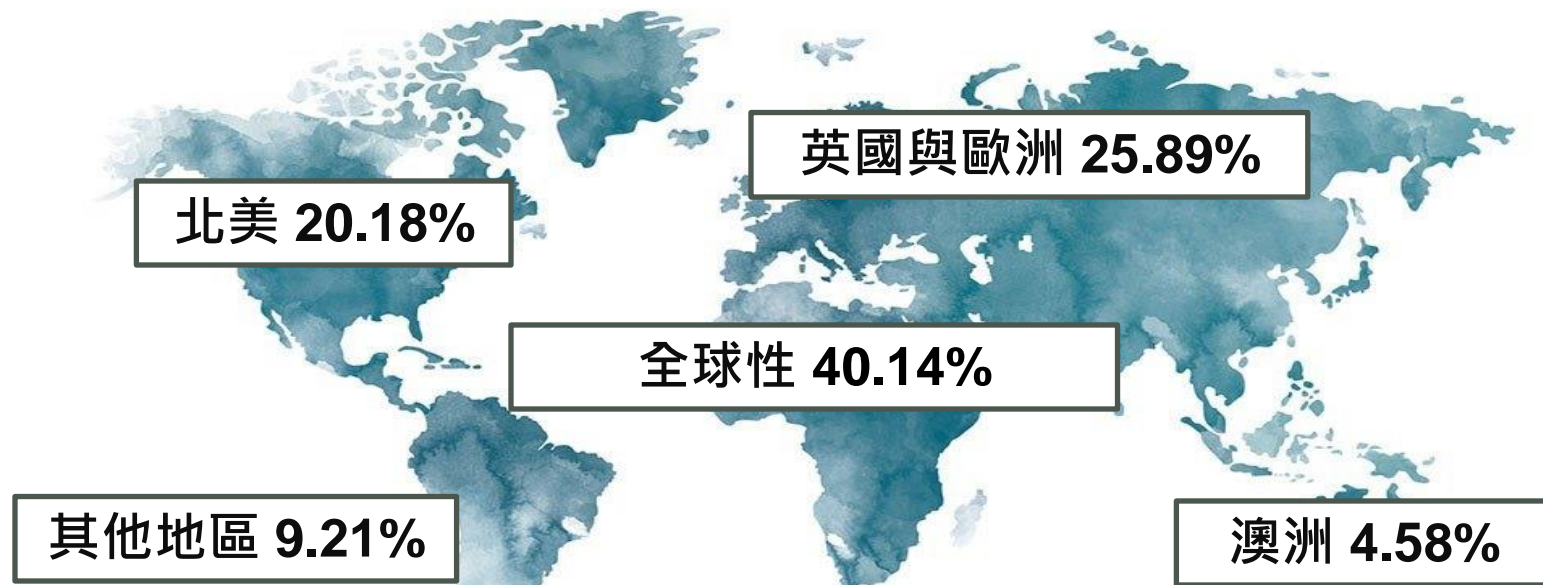 英國與歐洲 25.89%
北美 20.18%
全球性 40.14%
其他地區 9.21%
澳洲 4.58%